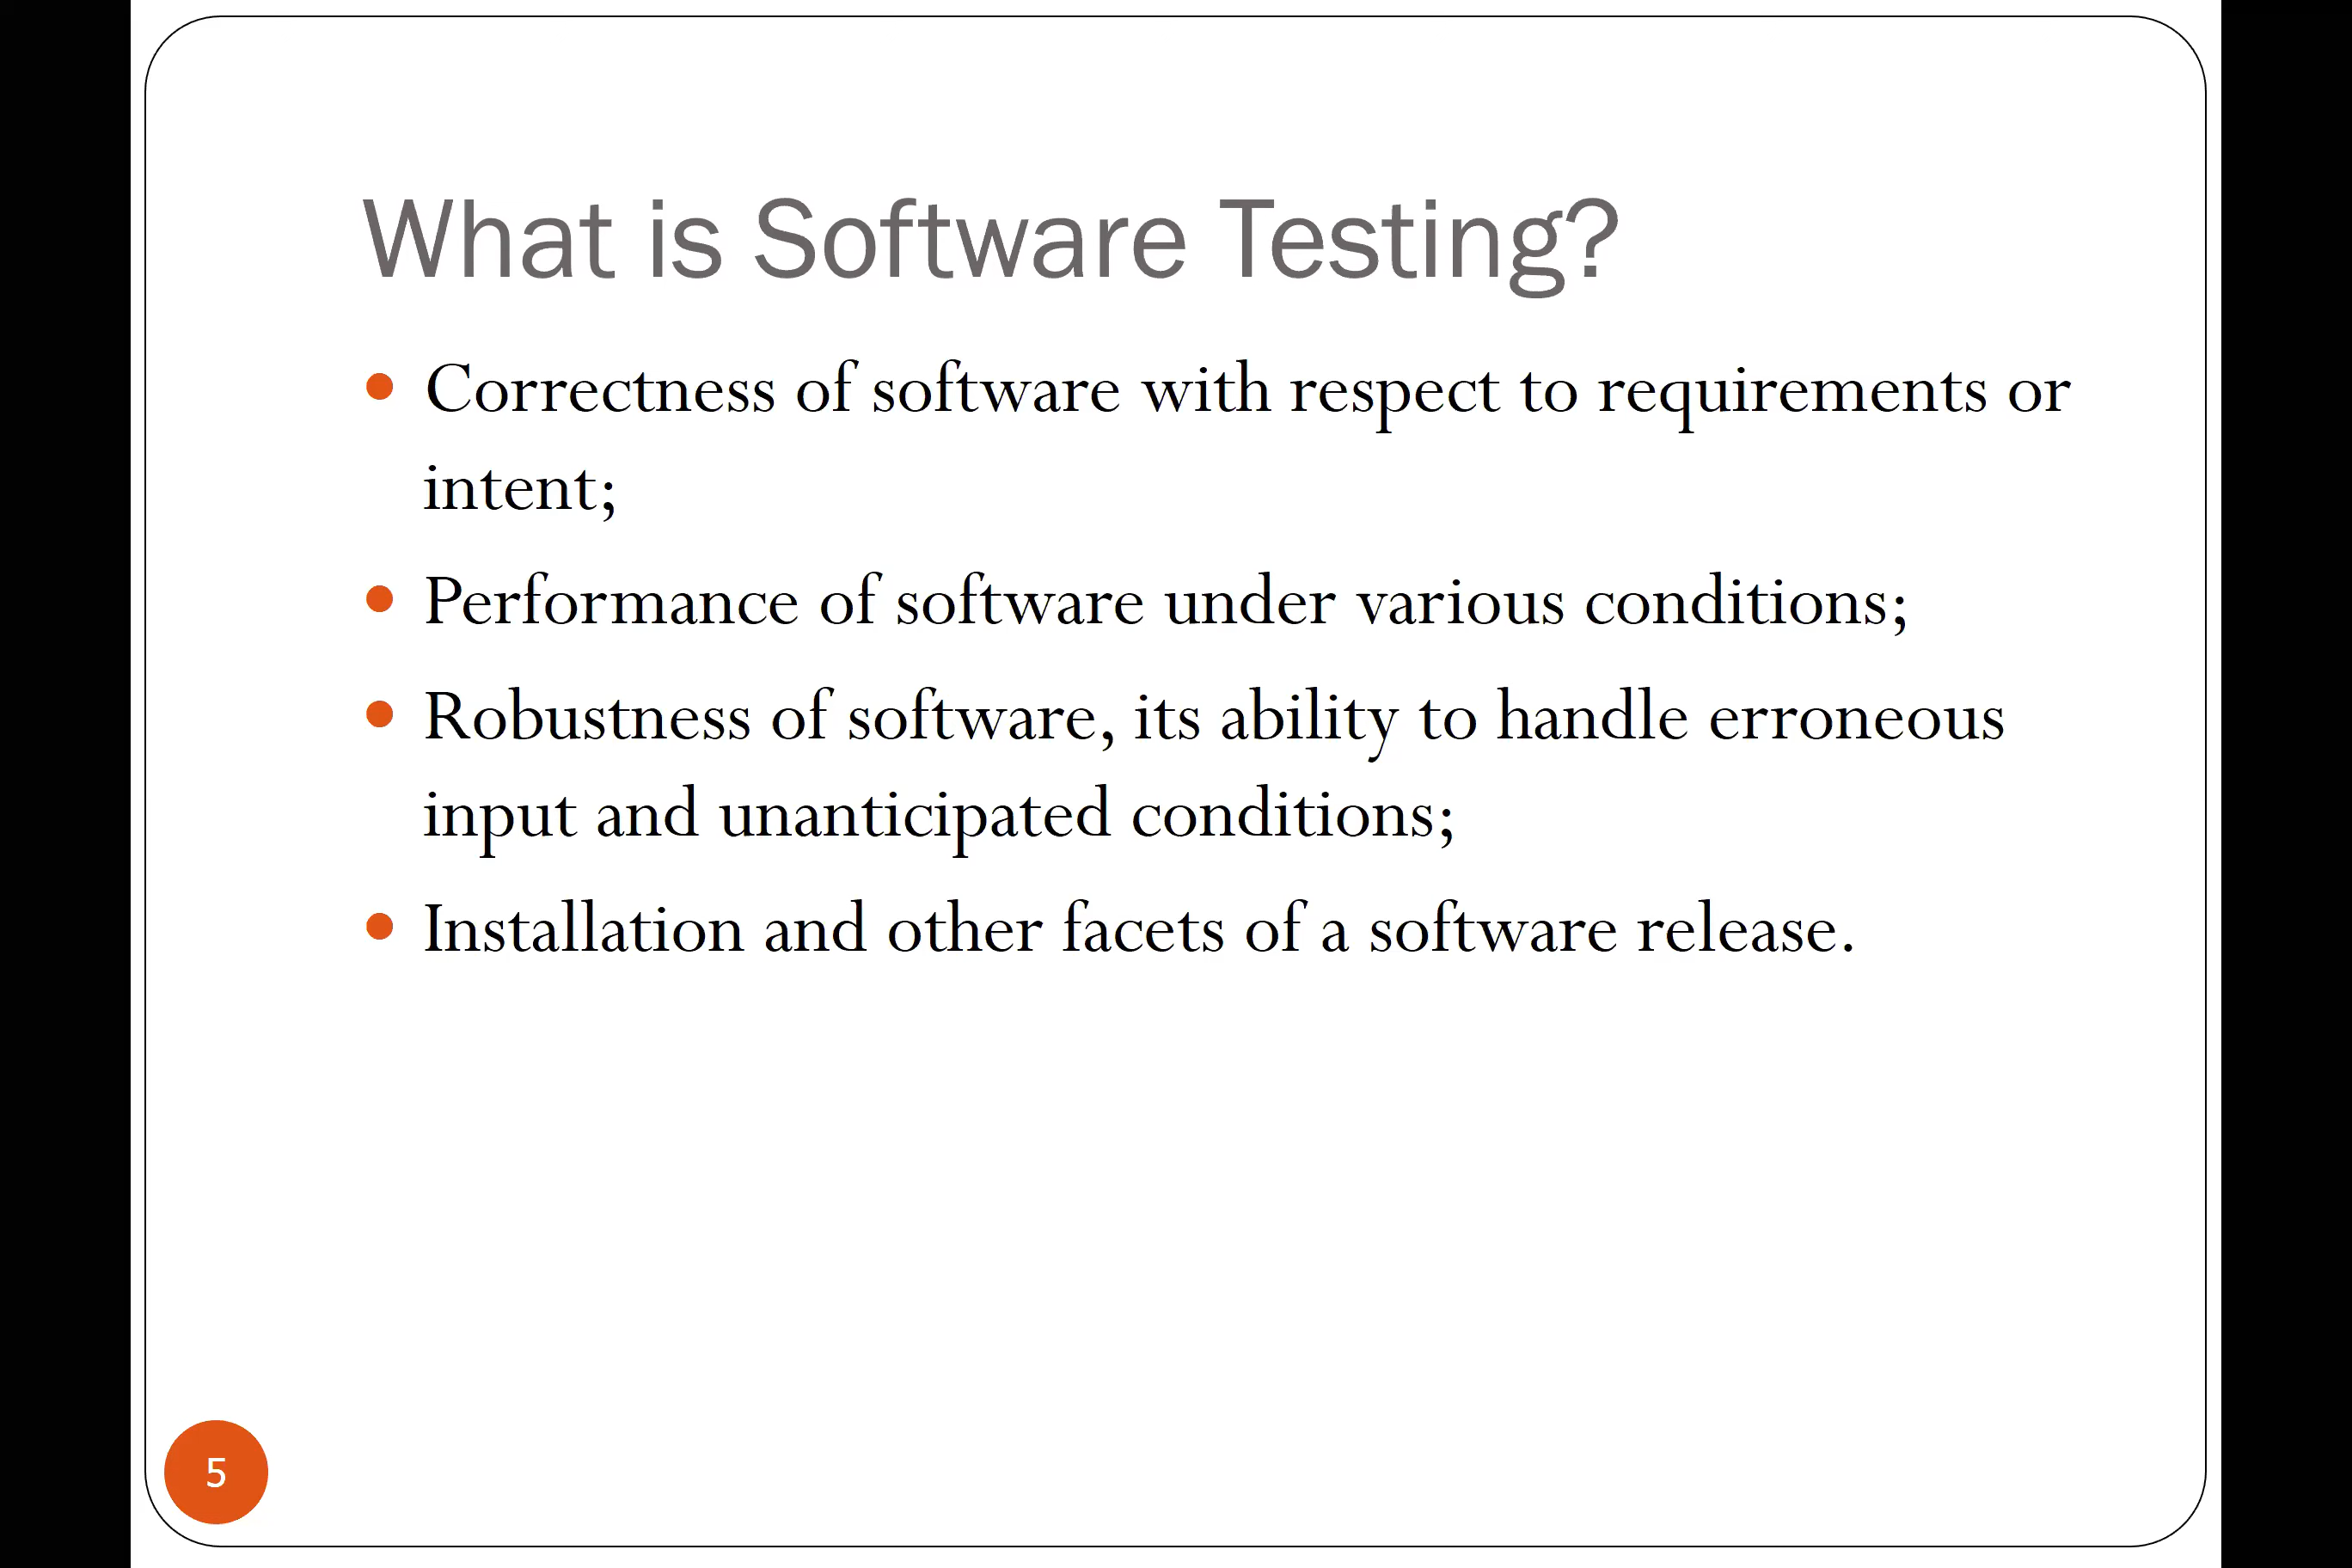 What is Software Testing?
• Correctness of software with respect to requirements or
intent;
• Performance of software under various conditions;
• Robustness of software, its ability to handle erroneous
input and unanticipated conditions;
• Installation and other facets of a software release.
5